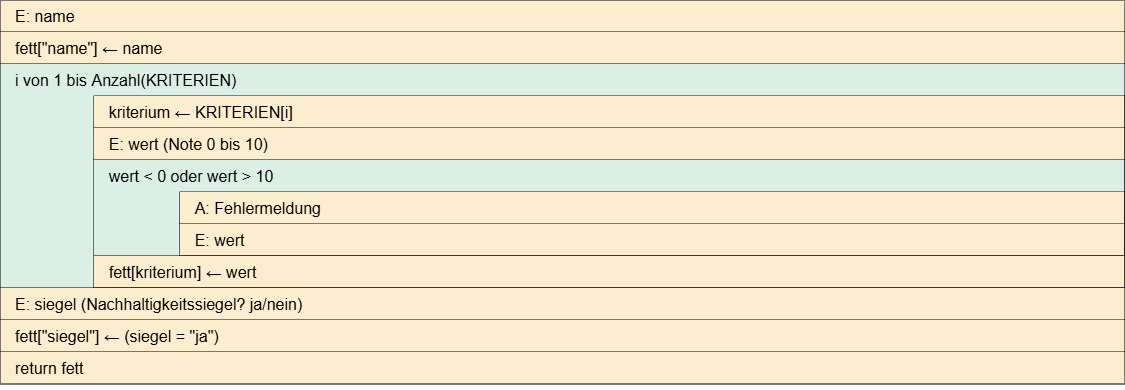 E: name
fett["name"] ← name
i von 1 bis Anzahl(KRITERIEN)
kriterium ← KRITERIEN[i]
E: wert (Note 0 bis 10)
wert < 0 oder wert > 10
A: Fehlermeldung
E: wert
fett[kriterium] ← wert
E: siegel (Nachhaltigkeitssiegel? ja/nein)
fett["siegel"] ← (siegel = "ja")
return fett